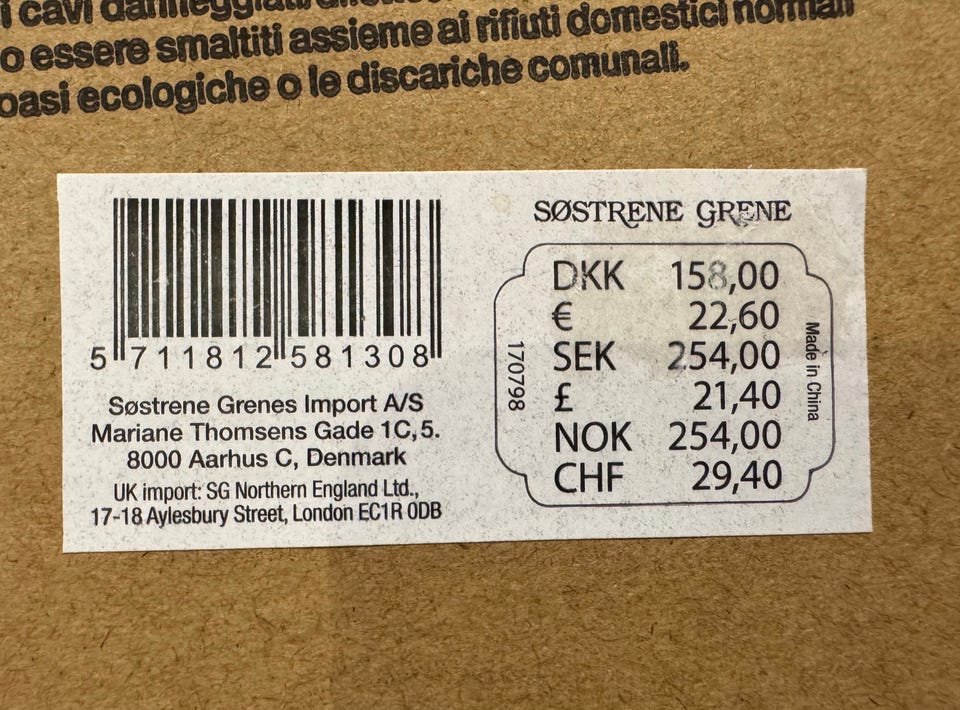 i cavi danneggiati
o essere smaltiti assieme ai rifiuti domestici normali
oasi ecologiche o le discariche comunali.
5 711812 581308
Søstrene Grenes Import A/S
Mariane Thomsens Gade 1C, 5.
8000 Aarhus C, Denmark
UK import: SG Northern England Ltd.,
17-18 Aylesbury Street, London EC1R 0DB
SØSTRENE GRENE
DKK 158,00
€ 22,60
SEK 254,00
£ 21,40
NOK 254,00
CHF 29,40
170798
Made in China